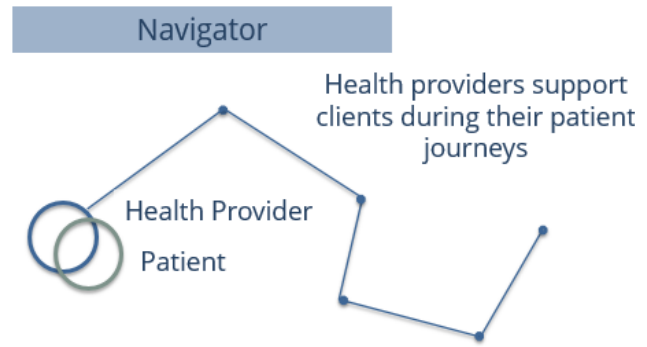 Navigator
Health providers support
clients during their patient
journeys
Health Provider
Patient